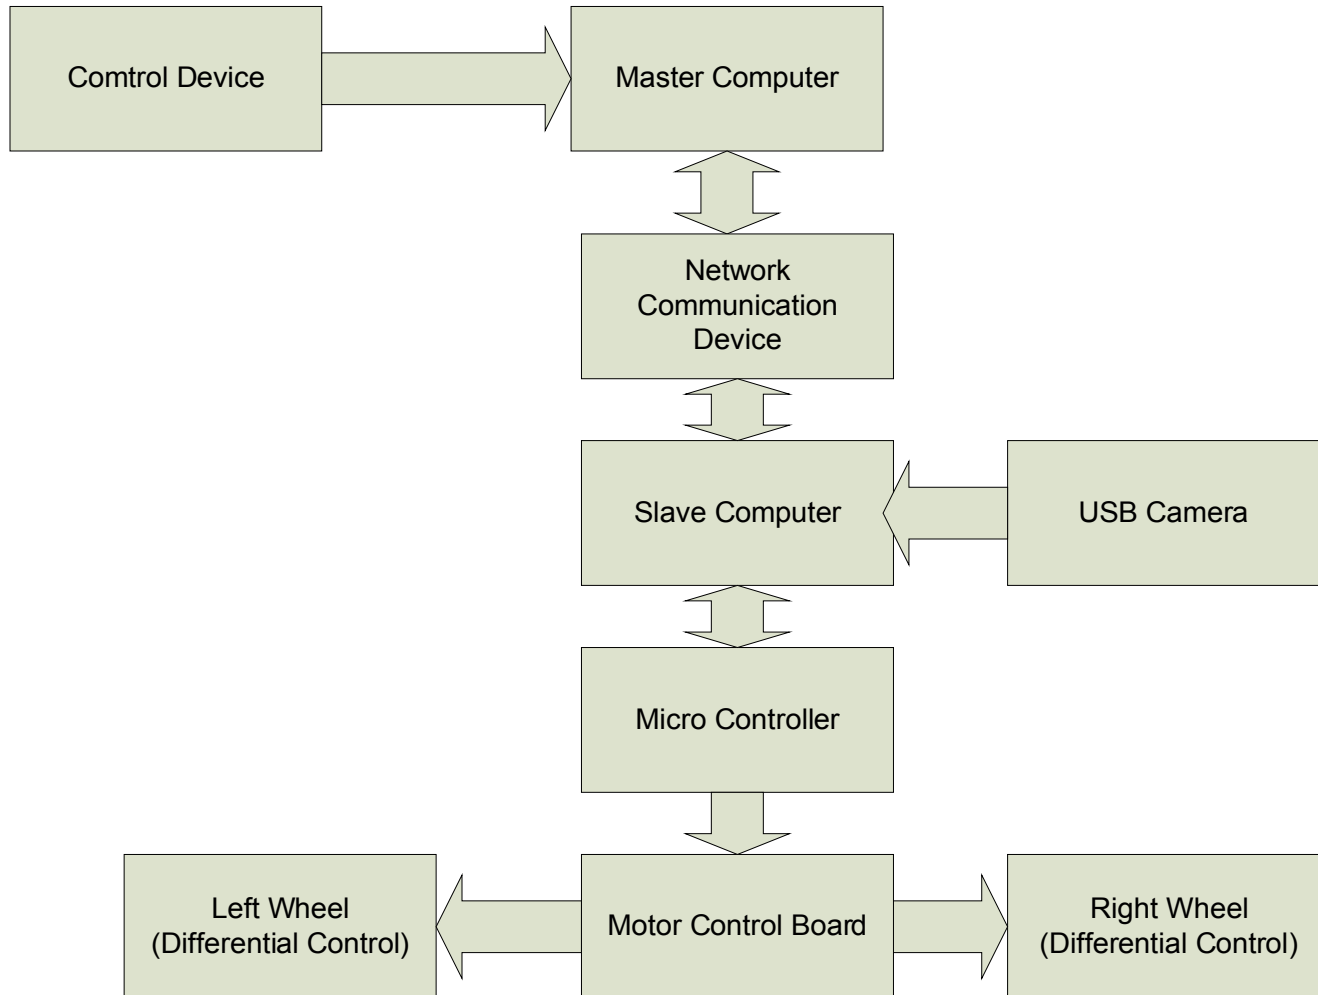 Comtrol Device
Master Computer
Network
Communication
Device
Slave Computer
USB Camera
Micro Controller
Left Wheel
(Differential Control)
Motor Control Board
Right Wheel
(Differential Control)